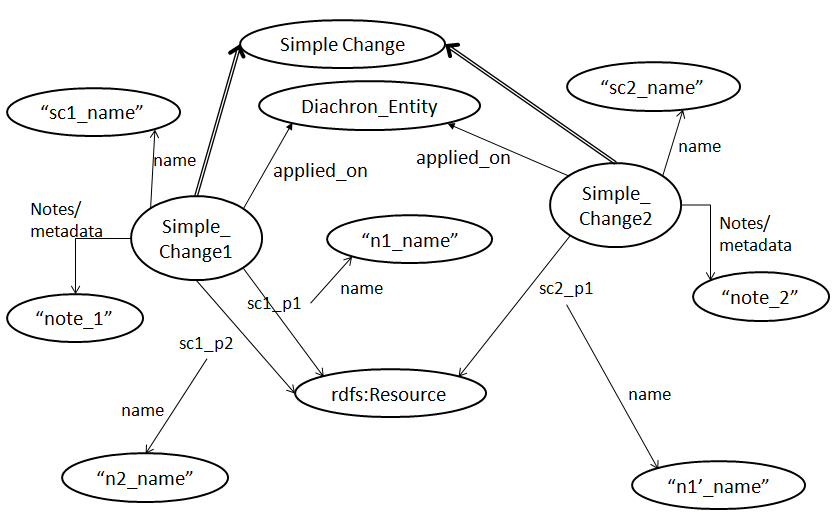 Simple Change
“sc1_name”
Diachron_Entity
“sc2_name”
name
applied_on
applied_on
name
Notes/
metadata
Simple_
Change1
“n1_name”
Simple_
Change2
Notes/
metadata
“note_1”
sc1_p1
name
sc2_p1
“note_2”
sc1_p2
rdfs:Resource
name
name
“n2_name”
“n1’_name”